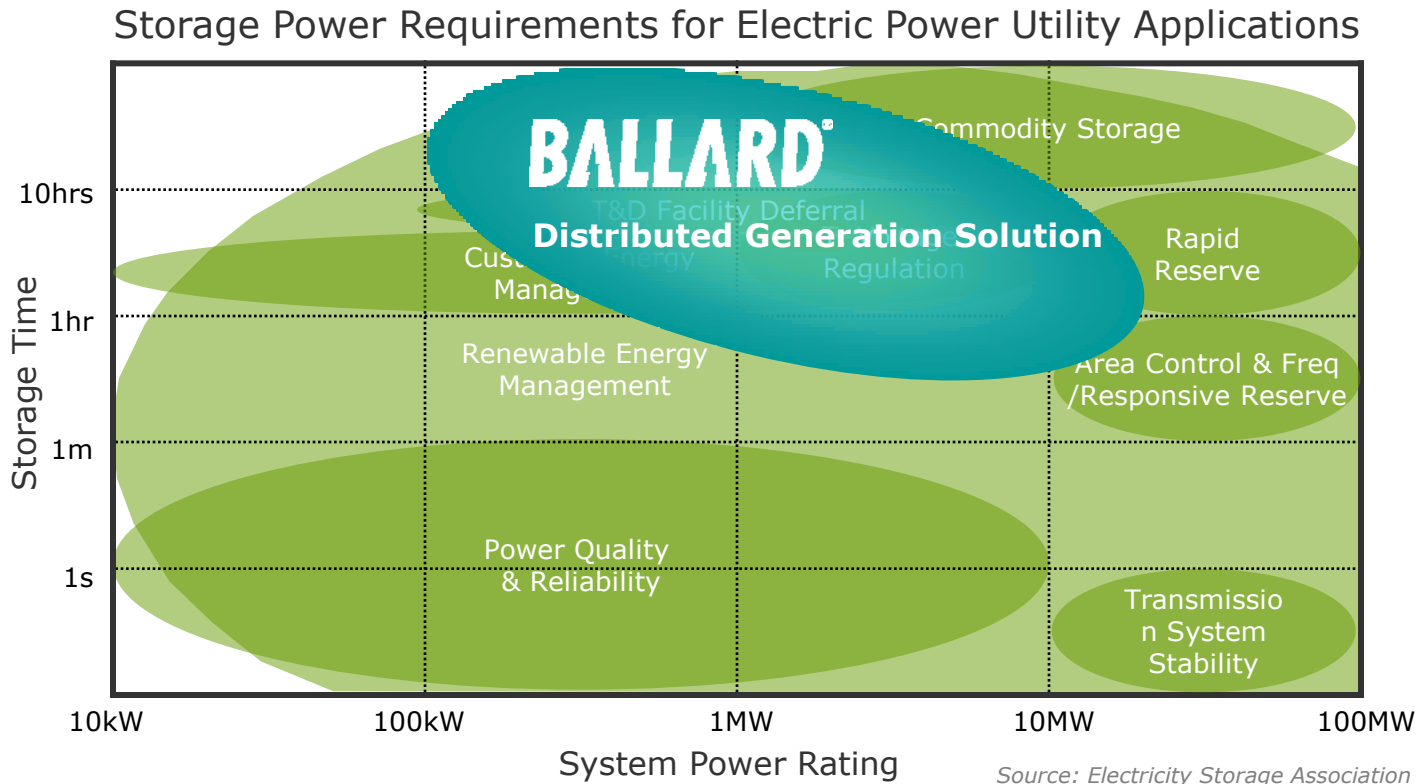 Storage Power Requirements for Electric Power Utility Applications
BALLARD
Commodity Storage
10hrs
T&D Facility Deferral
Distributed Generation Solution
Rapid
Reserve
Regulation
1hr
Storage Time
Renewable Energy
Management
Area Control & Freq
/Responsive Reserve
1m
Power Quality
& Reliability
1s
Transmissio
n System
Stability
10kW
100kW
1MW
10MW
100MW
System Power Rating
Source: Electricity Storage Association